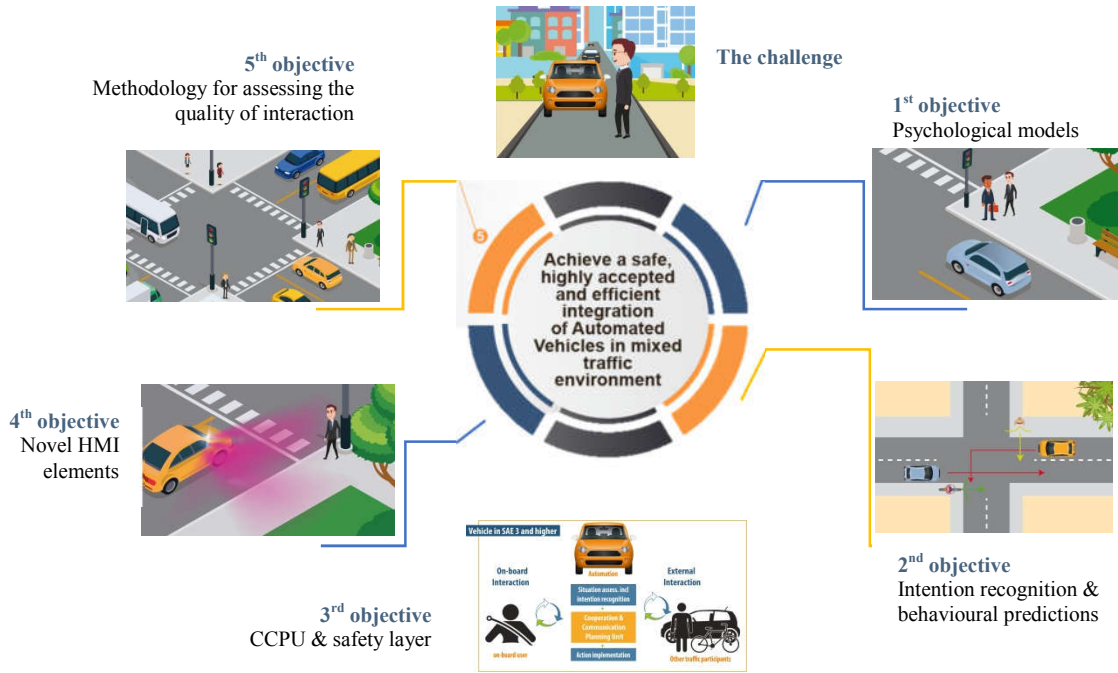 The challenge
5th objective
Methodology for assessing the
quality of interaction
1st objective
Psychological models
5
Achieve a safe,
highly accepted
and efficient
integration
of Automated
Vehicles in mixed
traffic
environment
4th objective
Novel HMI
elements
2nd objective
Intention recognition &
behavioural predictions
3rd objective
CCPU & safety layer
Vehicle in SAE 3 and higher
On-board
Interaction
Automation
External
Interaction
Situation assess. incl
intention recognition
Cooperation &
Communication
Planning Unit
Action implementation
on-board user
Other traffic participants